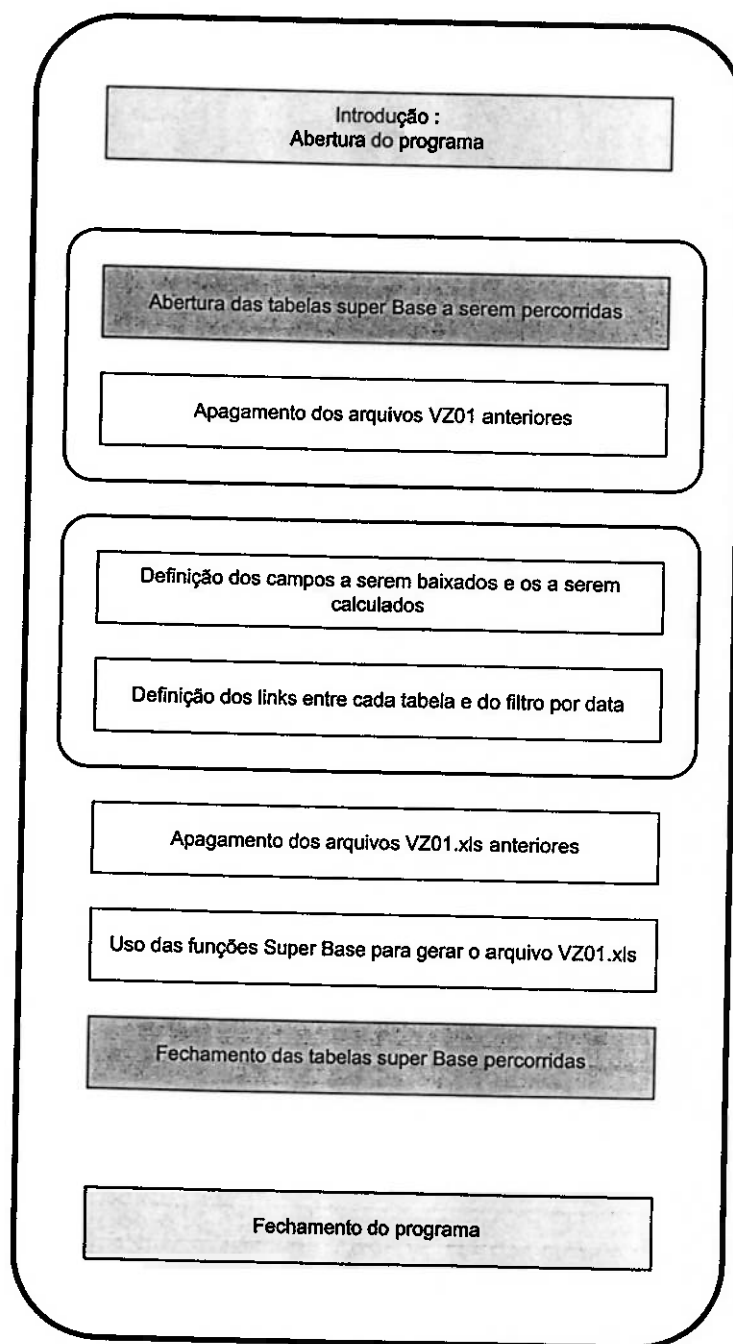 Introdução :
Abertura do programa
Abertura das tabelas super Base a serem percorridas
Apagamento dos arquivos VZ01 anteriores
Definição dos campos a serem baixados e os a serem
calculados
Definição dos links entre cada tabela e do filtro por data
Apagamento dos arquivos VZ01.xls anteriores
Uso das funções Super Base para gerar o arquivo VZ01.xls
Fechamento das tabelas super Base percorridas
Fechamento do programa